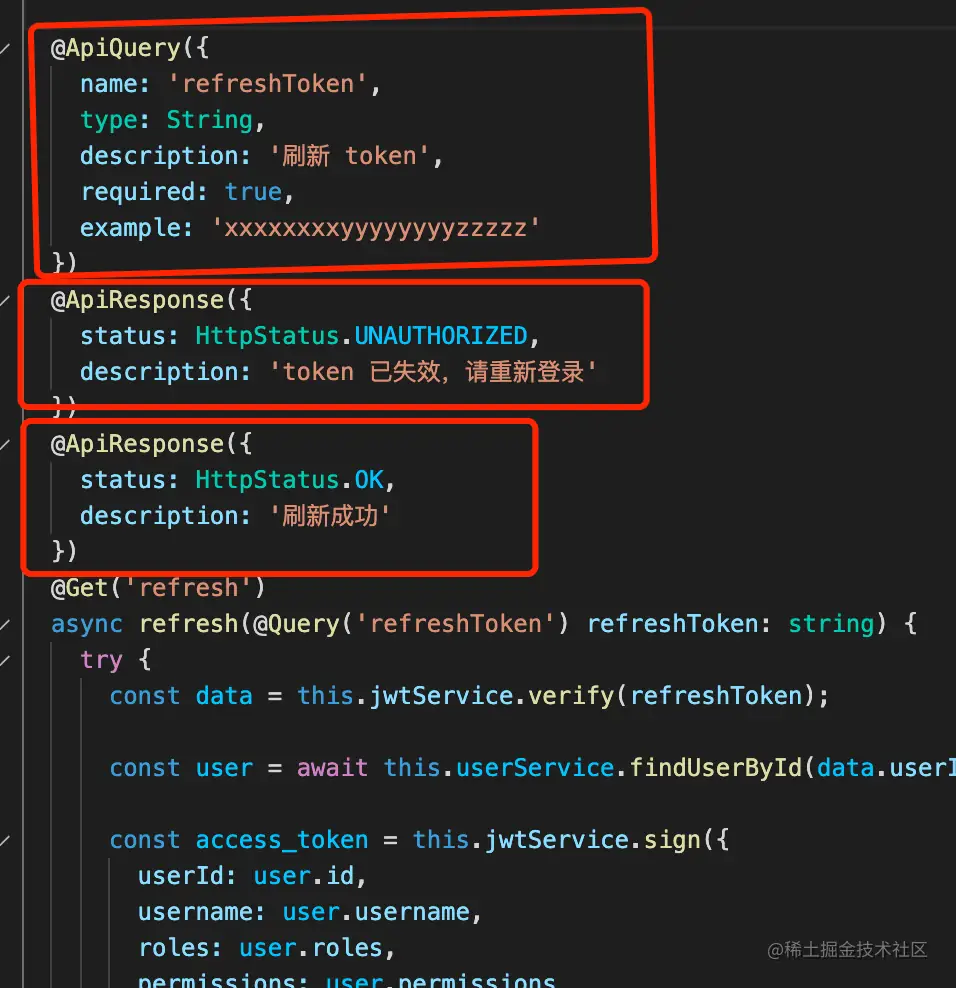 @ApiQuery({
name: 'refreshToken',
type: String,
description: '刷新 token',
required: true,
example: 'xxxxxxxxyyyyyyyyzzzzz'
})
@ApiResponse({
status: HttpStatus.UNAUTHORIZED,
description: 'token 已失效，请重新登录'
})
@ApiResponse({
status: HttpStatus.OK,
description: '刷新成功'
})
@Get('refresh')
async refresh(@Query('refreshToken') refreshToken: string) {
try {
const data = this.jwtService.verify(refreshToken);
const user = await this.userService.findUserById(data.userI
const access_token = this.jwtService.sign({
userId: user.id,
username: user.username,
roles: user.roles,
permissions: user.permissions
@稀土掘金技术社区